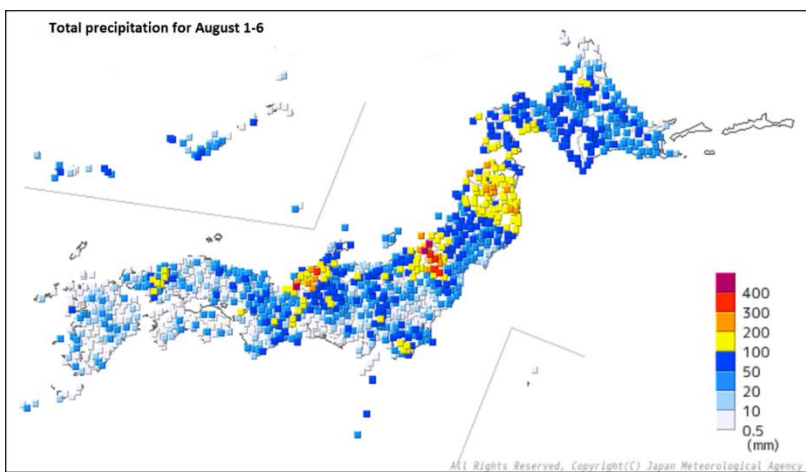 Total precipitation for August 1-6
400
300
200
100
50
20
10
0.5
(mm)
All Rights Reserved, Copyright(C) Japan Meteorological Agency